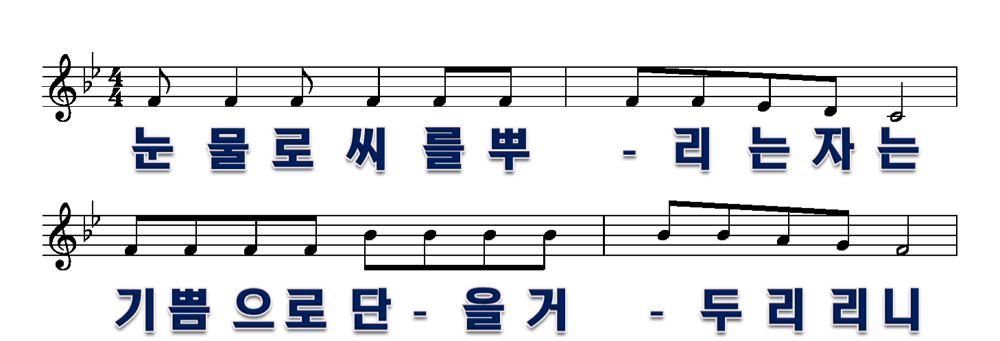 눈 물 로 씨 를 뿌 - 리 는 자 는
기 쁨 으 로 단 - 을 거 - 두 리 리 니